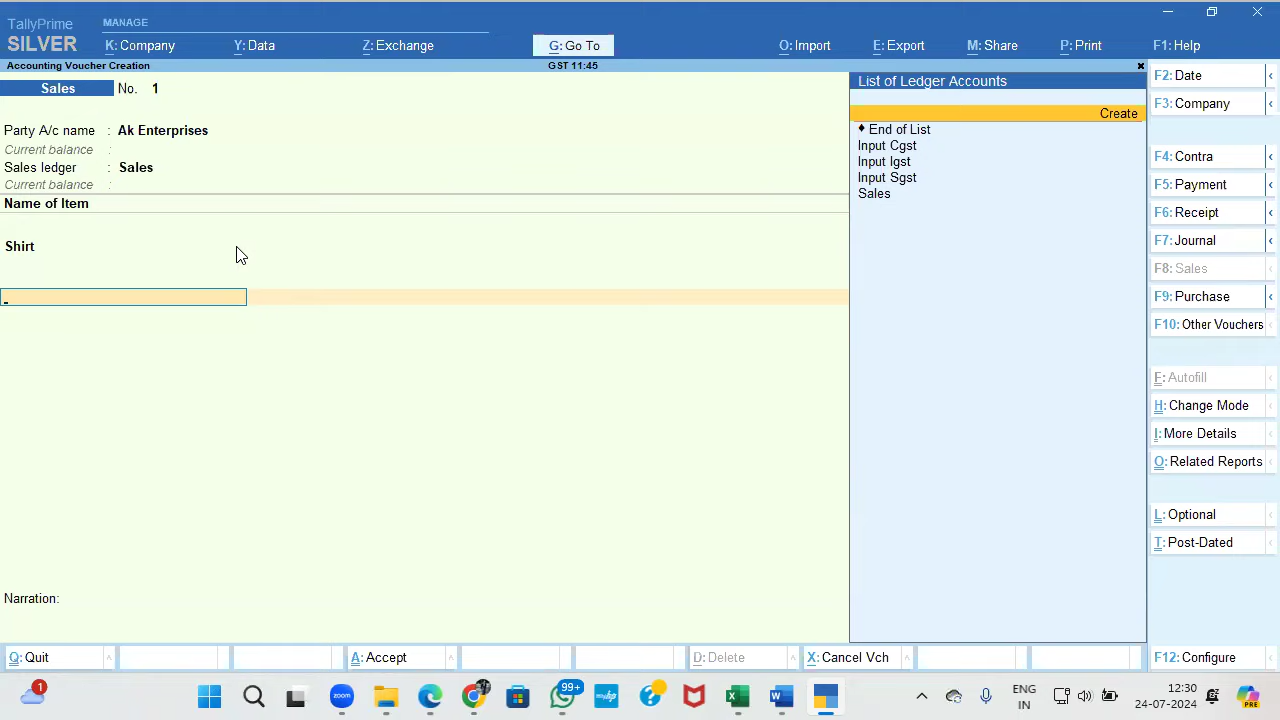 TallyPrime
MANAGE
SILVER
K: Company
Y: Data
Z: Exchange
G: Go To
O: Import
E: Export
M: Share
P: Print
F1: Help
Accounting Voucher Creation
GST 11:45
Sales No. 1
Party A/c name : Ak Enterprises
Current balance :
Sales ledger : Sales
Current balance :
Name of Item
Shirt
Narration:
List of Ledger Accounts
Create
♦ End of List
Input Cgst
Input Igst
Input Sgst
Sales
F2: Date
F3: Company
F4: Contra
F5: Payment
F6: Receipt
F7: Journal
F8: Sales
F9: Purchase
F10: Other Vouchers
F: Autofill
H: Change Mode
I: More Details
O: Related Reports
L: Optional
T: Post-Dated
Q: Quit
A: Accept
D: Delete
X: Cancel Vch
F12: Configure
1
zoom
99+
myhp
ENG
IN
12:30
24-07-2024
PRE